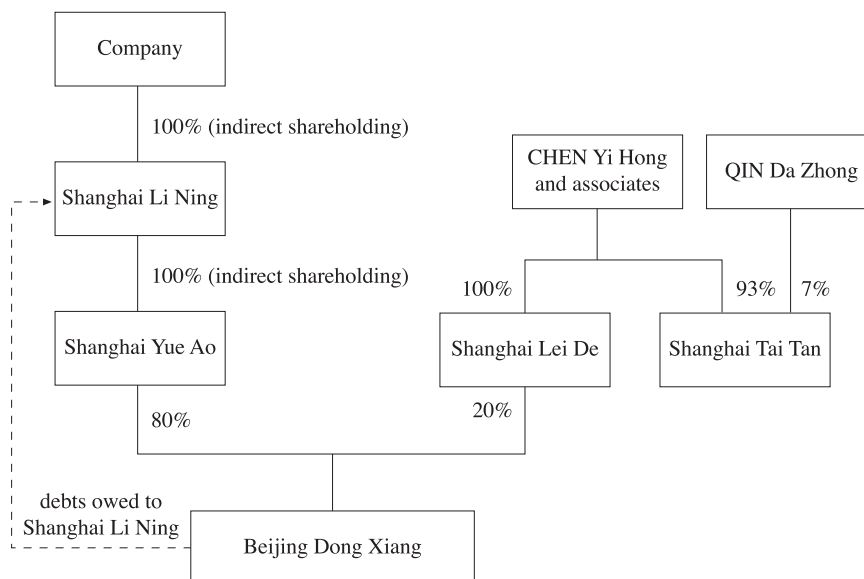 Company
100% (indirect shareholding)
CHEN Yi Hong
and associates
QIN Da Zhong
Shanghai Li Ning
100% (indirect shareholding)
100%
93%
7%
Shanghai Yue Ao
Shanghai Lei De
Shanghai Tai Tan
80%
20%
debts owed to
Shanghai Li Ning
Beijing Dong Xiang